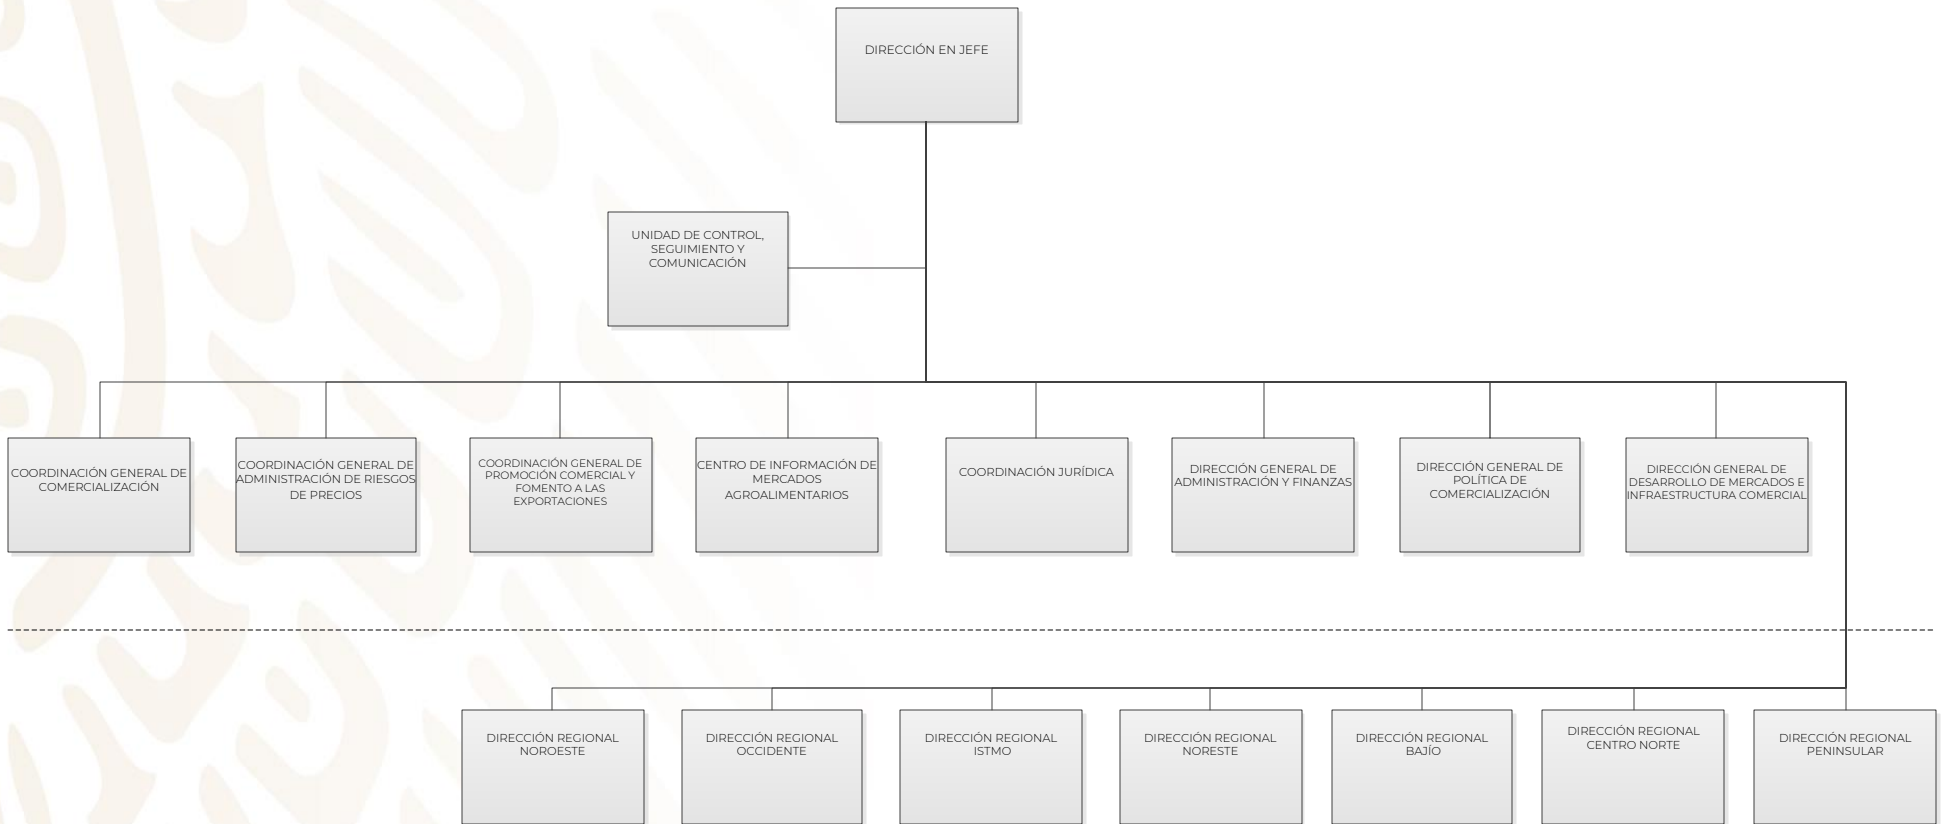 DIRECCIÓN EN JEFE
UNIDAD DE CONTROL,
SEGUIMIENTO Y
COMUNICACIÓN
COORDINACIÓN GENERAL DE
COMERCIALIZACIÓN
COORDINACIÓN GENERAL DE
ADMINISTRACIÓN DE RIESGOS
DE PRECIOS
COORDINACIÓN GENERAL DE
PROMOCIÓN COMERCIAL Y
FOMENTO A LAS
EXPORTACIONES
CENTRO DE INFORMACIÓN DE
MERCADOS
AGROALIMENTARIOS
COORDINACIÓN JURÍDICA
DIRECCIÓN GENERAL DE
ADMINISTRACIÓN Y FINANZAS
DIRECCIÓN GENERAL DE
POLÍTICA DE
COMERCIALIZACIÓN
DIRECCIÓN GENERAL DE
DESARROLLO DE MERCADOS E
INFRAESTRUCTURA COMERCIAL
DIRECCIÓN REGIONAL
NOROESTE
DIRECCIÓN REGIONAL
OCCIDENTE
DIRECCIÓN REGIONAL
ISTMO
DIRECCIÓN REGIONAL
NORESTE
DIRECCIÓN REGIONAL
BAJÍO
DIRECCIÓN REGIONAL
CENTRO NORTE
DIRECCIÓN REGIONAL
PENINSULAR